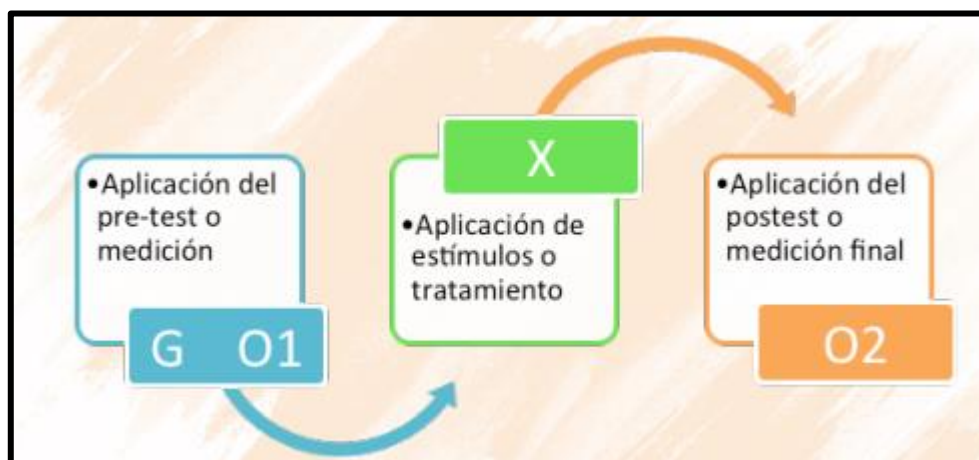 •Aplicación del
pre-test o
medición
G O1
X
•Aplicación de
estímulos o
tratamiento
•Aplicación del
postest o
medición final
O2